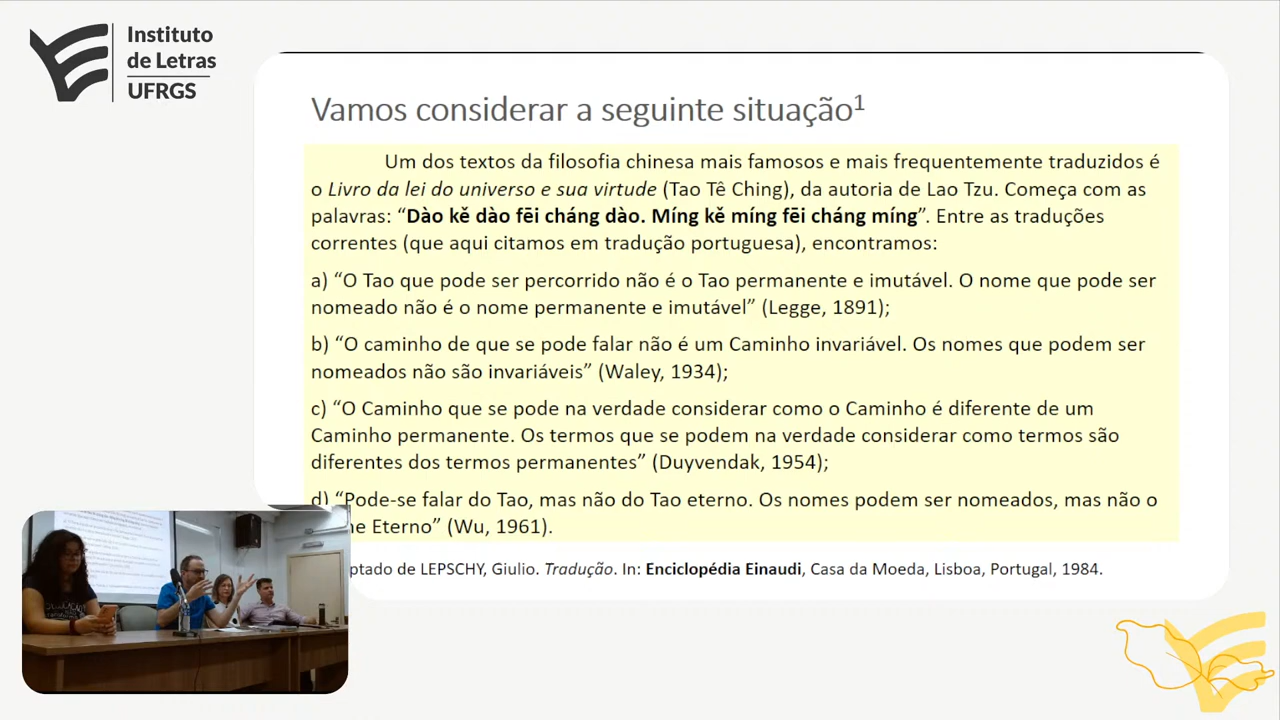 Instituto
de Letras
UFRGS
Vamos considerar a seguinte situação¹
Um dos textos da filosofia chinesa mais famosos e mais frequentemente traduzidos é
o Livro da lei do universo e sua virtude (Tao Tê Ching), da autoria de Lao Tzu. Começa com as
palavras: “Dào kě dào fēi cháng dào. Míng kě míng fēi cháng míng”. Entre as traduções
correntes (que aqui citamos em tradução portuguesa), encontramos:
a) “O Tao que pode ser percorrido não é o Tao permanente e imutável. O nome que pode ser
nomeado não é o nome permanente e imutável” (Legge, 1891);
b) “O caminho de que se pode falar não é um Caminho invariável. Os nomes que podem ser
nomeados não são invariáveis” (Waley, 1934);
c) “O Caminho que se pode na verdade considerar como o Caminho é diferente de um
Caminho permanente. Os termos que se podem na verdade considerar como termos são
diferentes dos termos permanentes” (Duyvendak, 1954);
d) “Pode-se falar do Tao, mas não do Tao eterno. Os nomes podem ser nomeados, mas não o
me Eterno” (Wu, 1961).
ptado de LEPSCHY, Giulio. Tradução. In: Enciclopédia Einaudi, Casa da Moeda, Lisboa, Portugal, 1984.